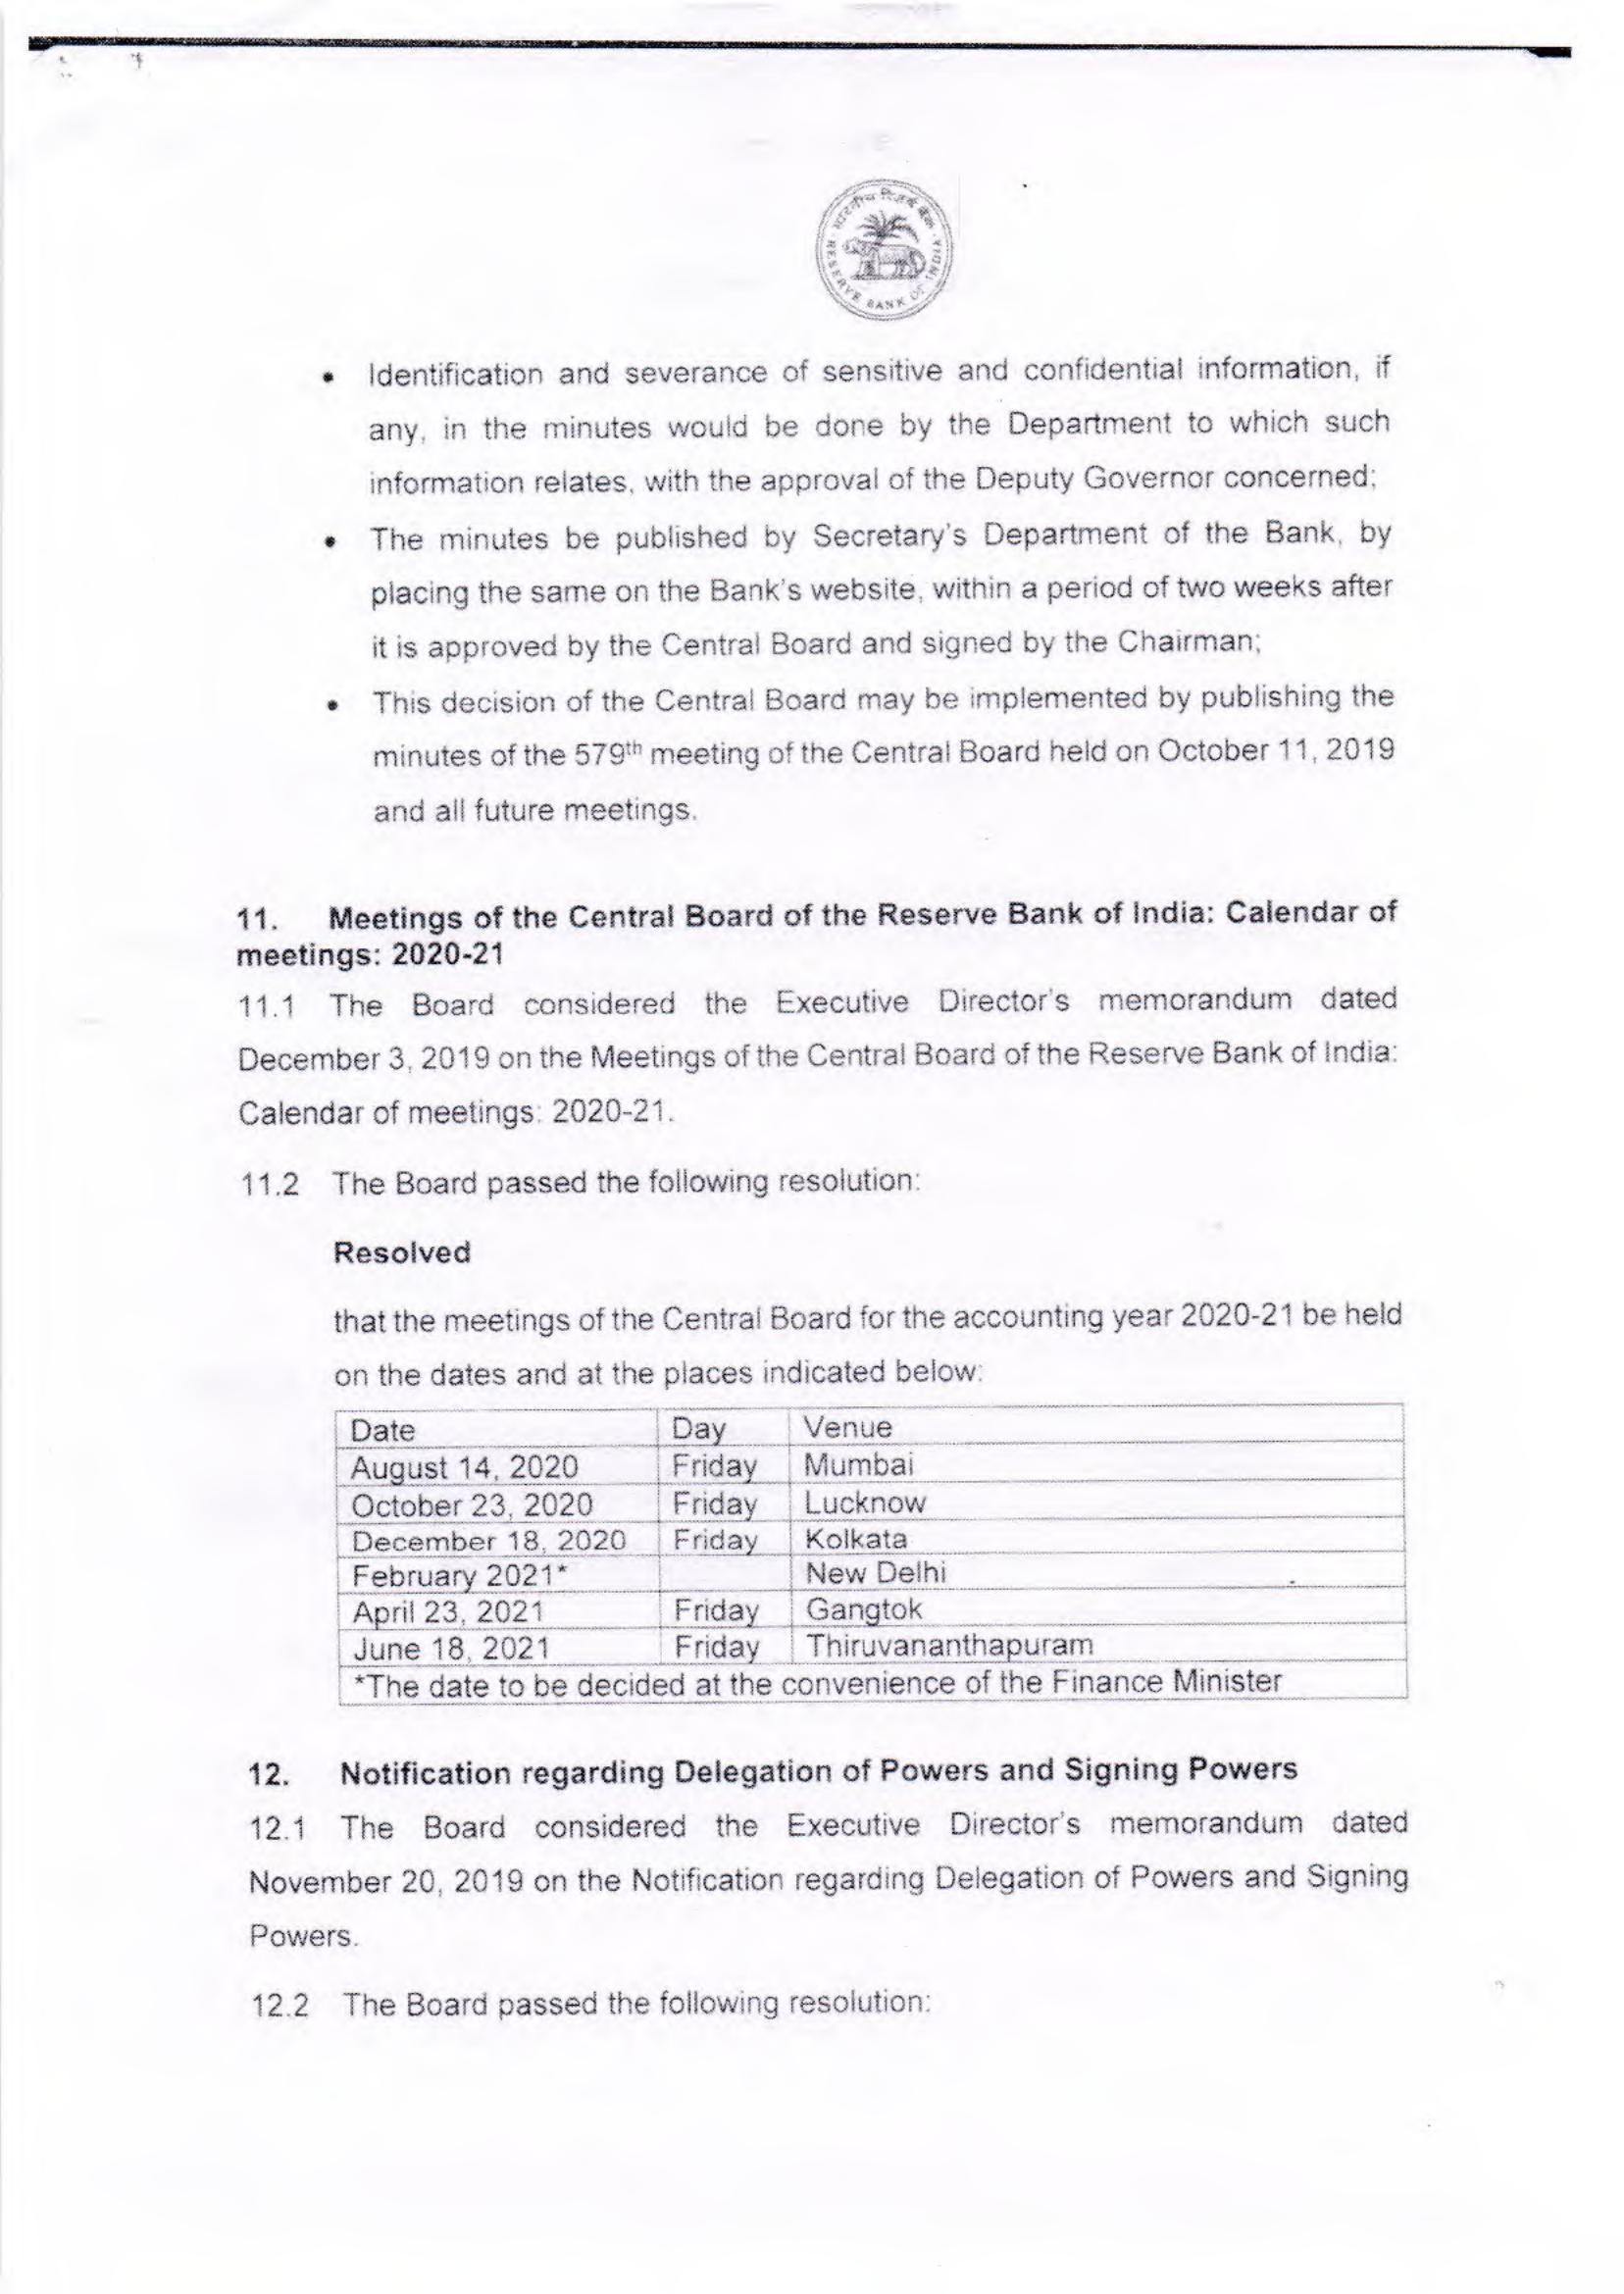 भारतीय रिज़र्व बैंक
RESERVE BANK OF INDIA
• Identification and severance of sensitive and confidential information, if
any, in the minutes would be done by the Department to which such
information relates, with the approval of the Deputy Governor concerned;
• The minutes be published by Secretary's Department of the Bank, by
placing the same on the Bank's website, within a period of two weeks after
it is approved by the Central Board and signed by the Chairman;
• This decision of the Central Board may be implemented by publishing the
minutes of the 579th meeting of the Central Board held on October 11, 2019
and all future meetings.
11. Meetings of the Central Board of the Reserve Bank of India: Calendar of
meetings: 2020-21
11.1 The Board considered the Executive Director's memorandum dated
December 3, 2019 on the Meetings of the Central Board of the Reserve Bank of India:
Calendar of meetings: 2020-21.
11.2 The Board passed the following resolution:
Resolved
that the meetings of the Central Board for the accounting year 2020-21 be held
on the dates and at the places indicated below:
Date Day Venue
August 14, 2020 Friday Mumbai
October 23, 2020 Friday Lucknow
December 18, 2020 Friday Kolkata
February 2021* New Delhi
April 23, 2021 Friday Gangtok
June 18, 2021 Friday Thiruvananthapuram
*The date to be decided at the convenience of the Finance Minister
12. Notification regarding Delegation of Powers and Signing Powers
12.1 The Board considered the Executive Director's memorandum dated
November 20, 2019 on the Notification regarding Delegation of Powers and Signing
Powers.
12.2 The Board passed the following resolution: